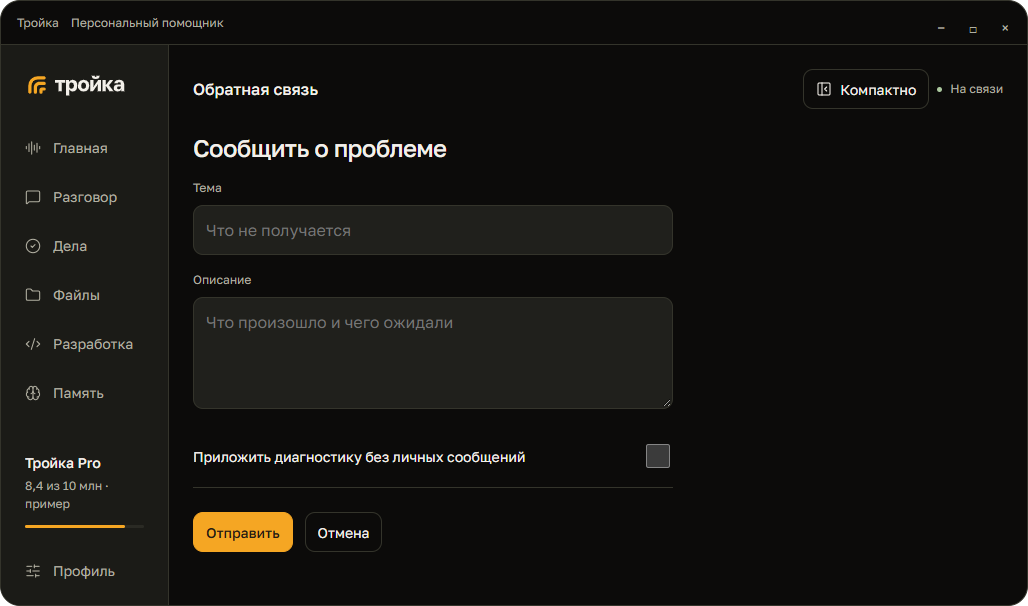 Тройка Персональный помощник
тройка
Главная
Разговор
Дела
Файлы
Разработка
Память
Тройка Pro
8,4 из 10 млн ·
пример
Профиль
Обратная связь
Компактно
На связи
Сообщить о проблеме
Тема
Что не получается
Описание
Что произошло и чего ожидали
Приложить диагностику без личных сообщений
Отправить
Отмена